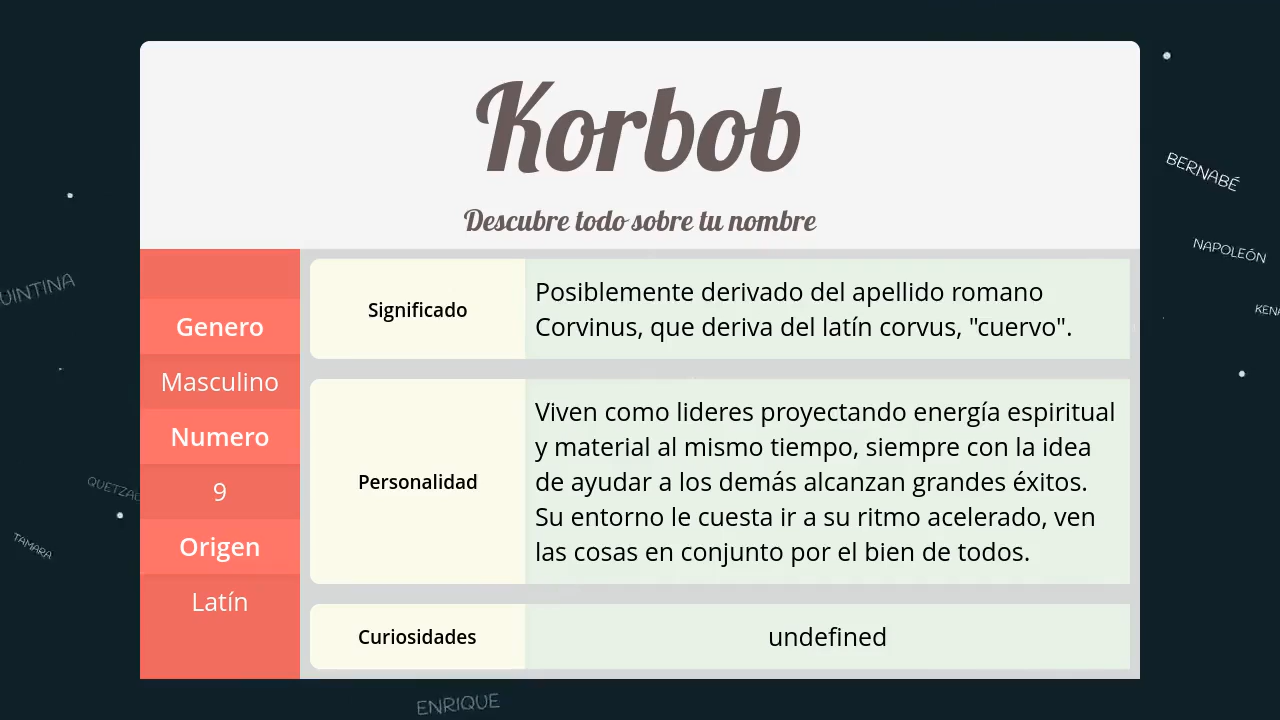 Korbob
Descubre todo sobre tu nombre
BERNABÉ
NAPOLEÓN
UINTINA
Genero
Masculino
Numero
9
Origen
Latín
Significado
Posiblemente derivado del apellido romano
Corvinus, que deriva del latín corvus, "cuervo".
Personalidad
Viven como lideres proyectando energía espiritual
y material al mismo tiempo, siempre con la idea
de ayudar a los demás alcanzan grandes éxitos.
Su entorno le cuesta ir a su ritmo acelerado, ven
las cosas en conjunto por el bien de todos.
Curiosidades
undefined
KEN
QUETZAL
TAMARA
ENRIQUE